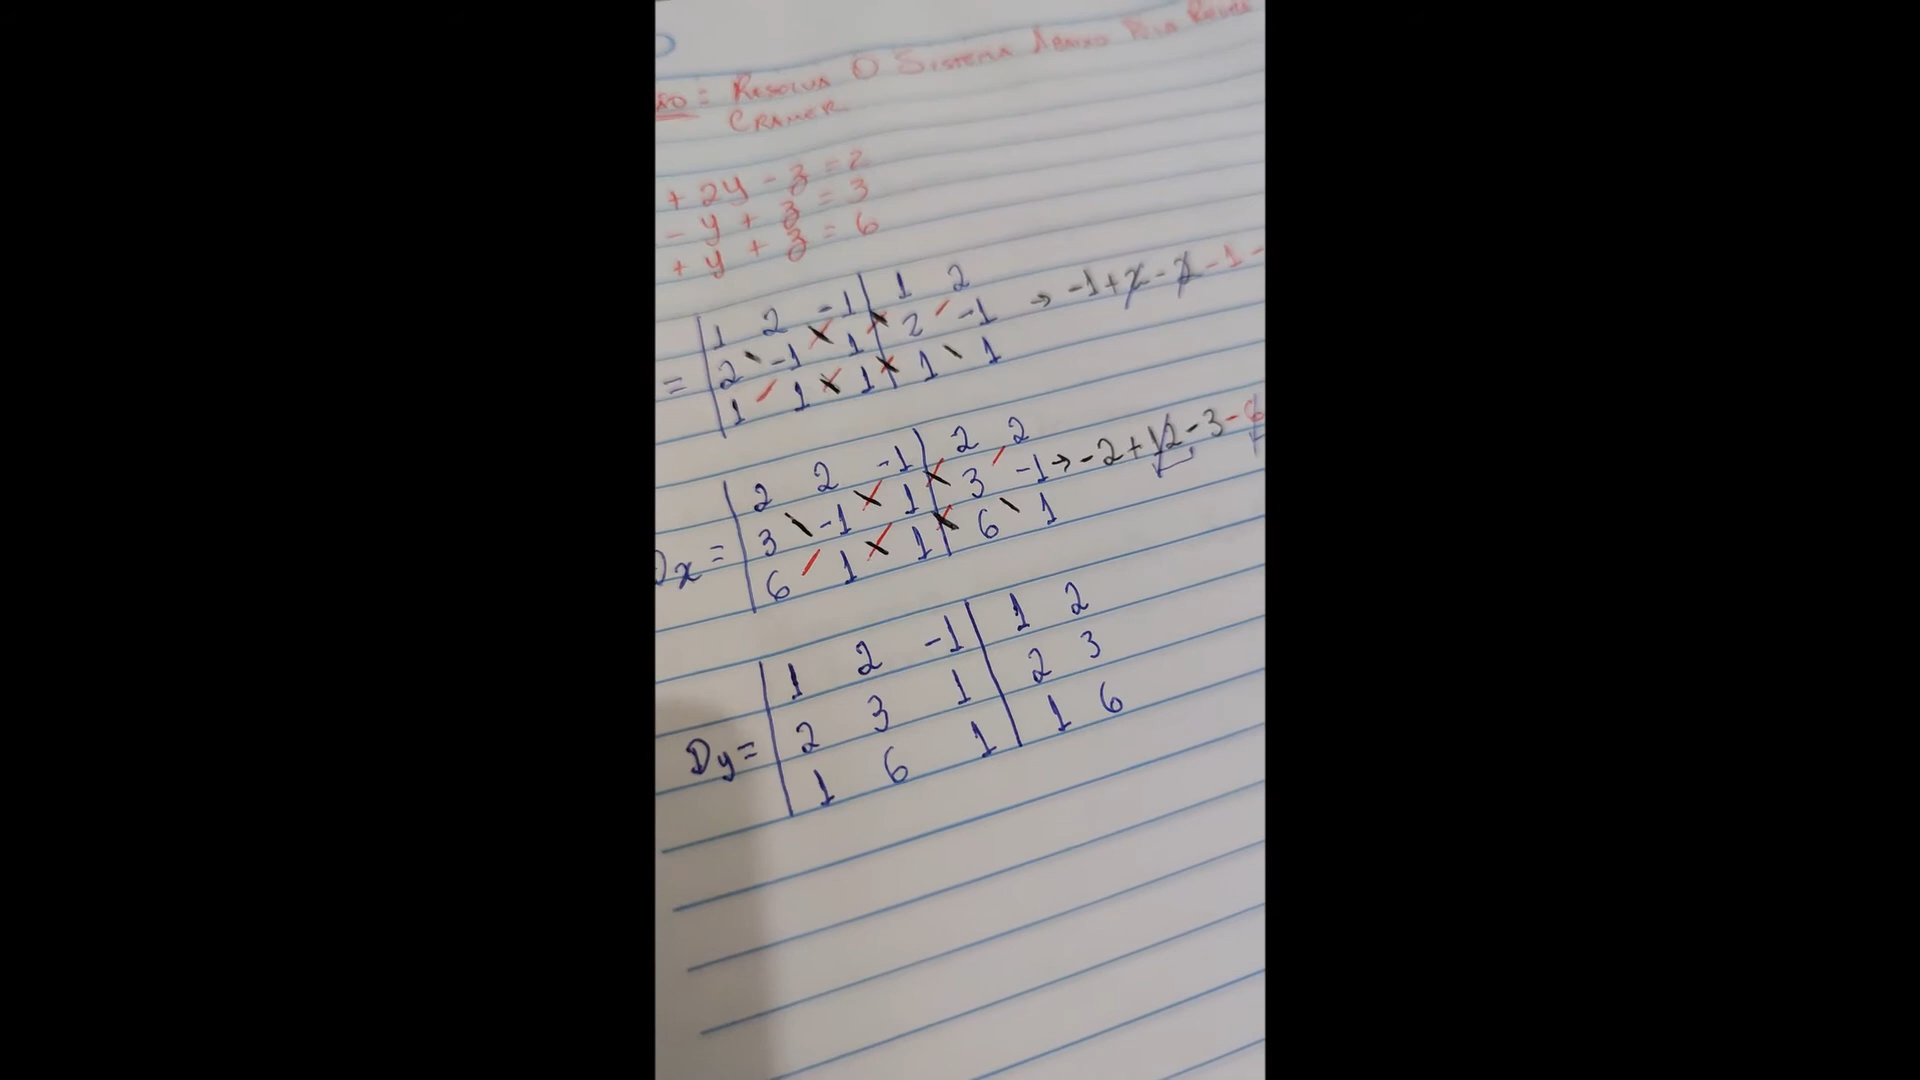 = RESOLVA O SISTEMA ABAIXO PELA REGRA
CRAMER
+ 2y - z = 2
- y + z = 3
+ y + z = 6
= | 1 2 -1 | 1 2 → -1 + 2 - 2 - 1 -
2 -1 1 | 2 -1
1 1 1 | 1 1
Dx = | 2 2 -1 | 2 2
3 -1 1 | 3 -1 → -2 + 12 - 3 - 6
6 1 1 | 6 1
Dy = | 1 2 -1 | 1 2
2 3 1 | 2 3
1 6 1 | 1 6